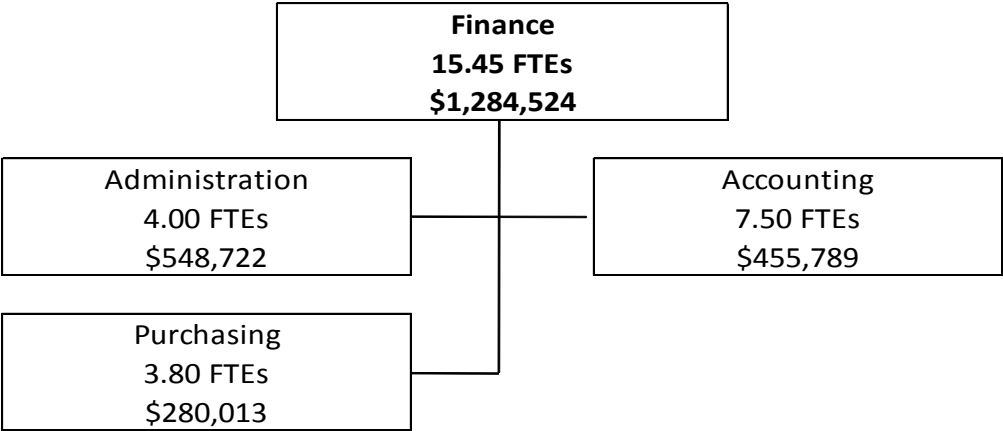 Finance
15.45 FTEs
$1,284,524
Administration
4.00 FTEs
$548,722
Accounting
7.50 FTEs
$455,789
Purchasing
3.80 FTEs
$280,013